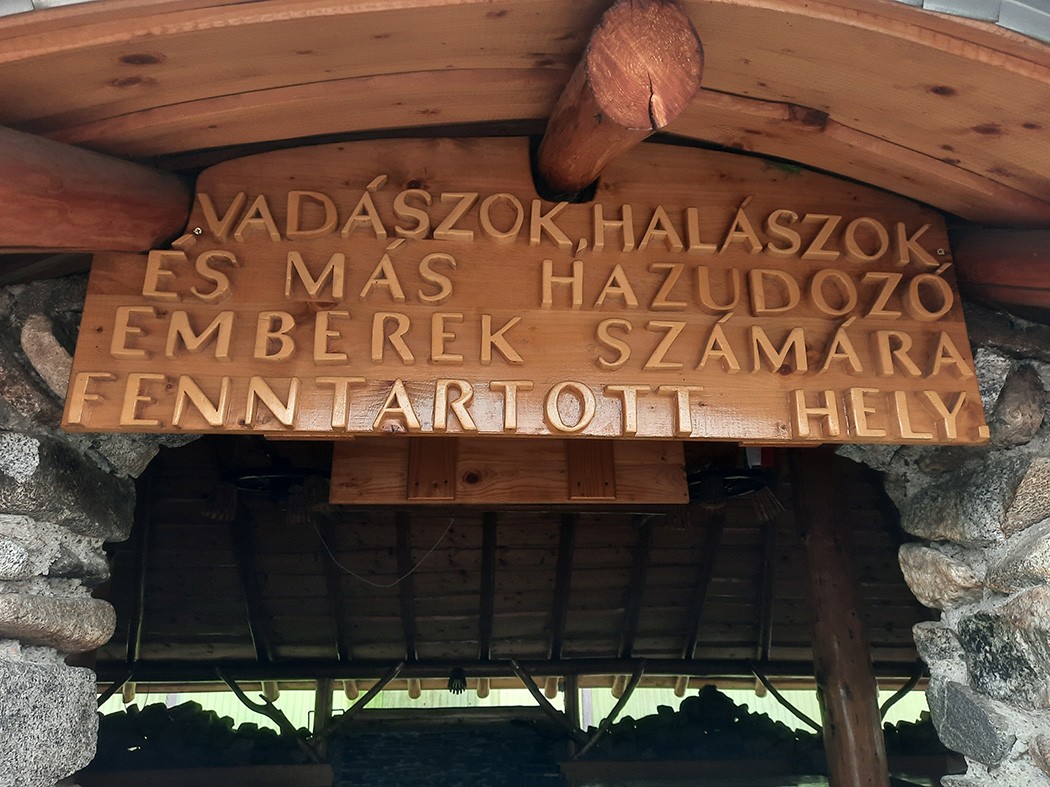 VADÁSZOK, HALÁSZOK,
ÉS MÁS HAZUDOZÓ
EMBEREK SZÁMÁRA
FENNTARTOTT HELY.